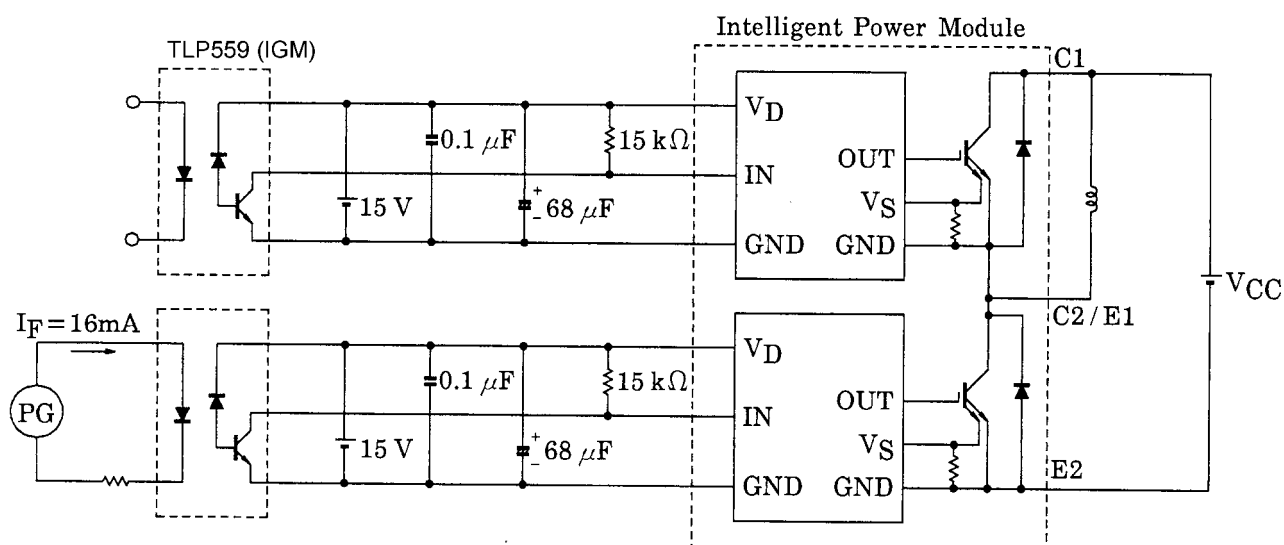 Intelligent Power Module
TLP559 (IGM)
C1
VD
0.1 μF
15 kΩ
OUT
IN
VS
15 V
+
- 68 μF
GND
GND
VCC
C2 / E1
IF = 16mA
VD
0.1 μF
15 kΩ
OUT
PG
IN
VS
15 V
+
- 68 μF
E2
GND
GND